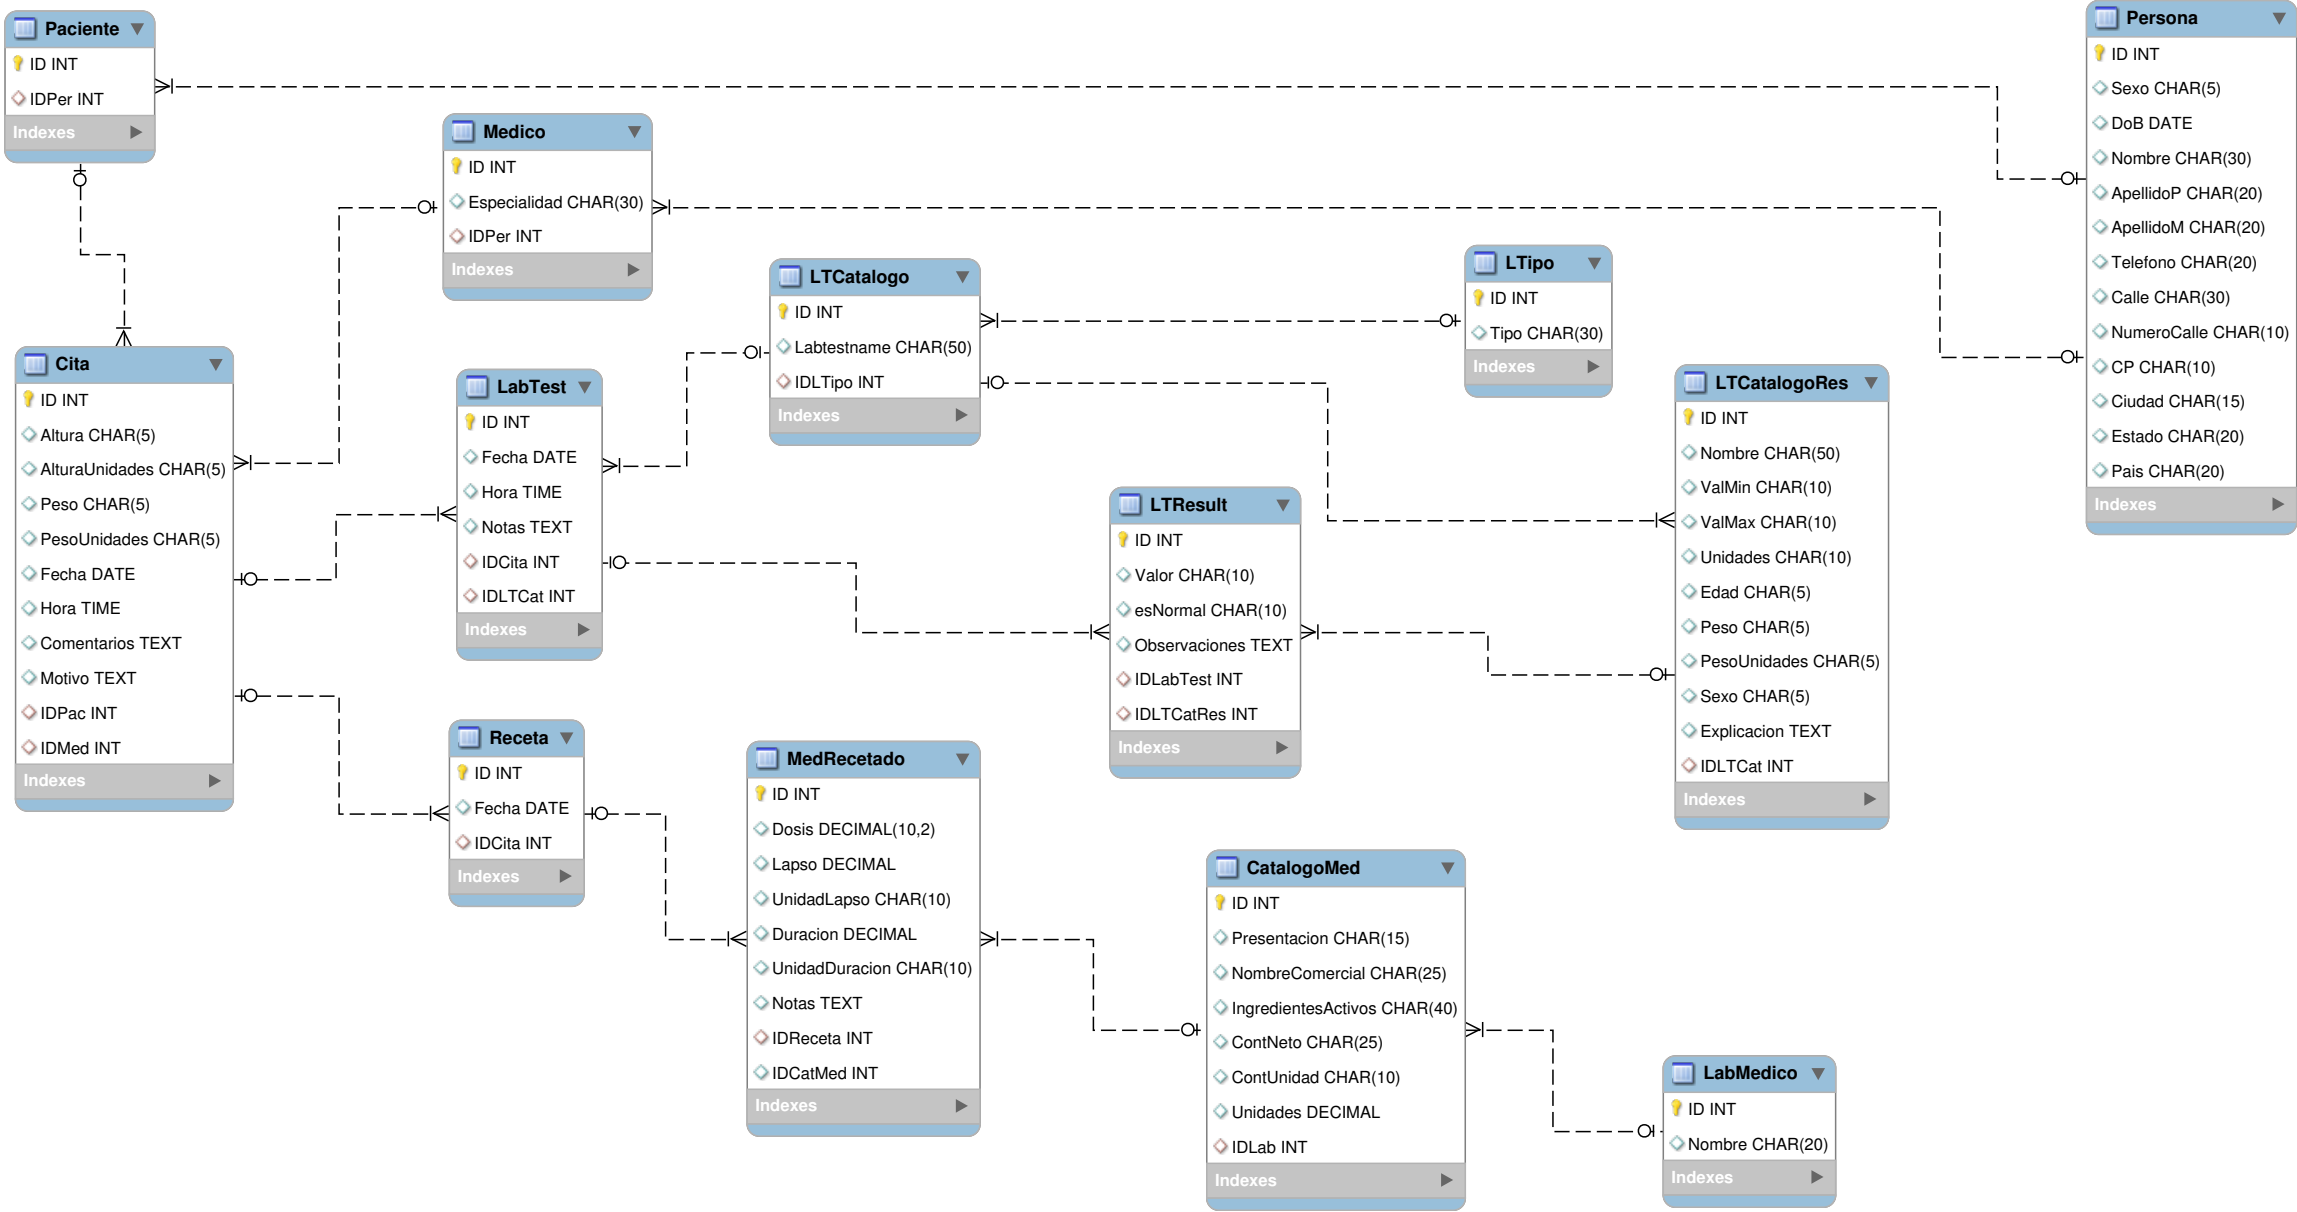 Paciente
ID INT
IDPer INT
Indexes
Persona
ID INT
Sexo CHAR(5)
DoB DATE
Nombre CHAR(30)
ApellidoP CHAR(20)
ApellidoM CHAR(20)
Telefono CHAR(20)
Calle CHAR(30)
NumeroCalle CHAR(10)
CP CHAR(10)
Ciudad CHAR(15)
Estado CHAR(20)
Pais CHAR(20)
Indexes
Medico
ID INT
Especialidad CHAR(30)
IDPer INT
Indexes
LTCatalogo
ID INT
Labtestname CHAR(50)
IDLTipo INT
Indexes
LTipo
ID INT
Tipo CHAR(30)
Indexes
Cita
ID INT
Altura CHAR(5)
AlturaUnidades CHAR(5)
Peso CHAR(5)
PesoUnidades CHAR(5)
Fecha DATE
Hora TIME
Comentarios TEXT
Motivo TEXT
IDPac INT
IDMed INT
Indexes
LabTest
ID INT
Fecha DATE
Hora TIME
Notas TEXT
IDCita INT
IDLTCat INT
Indexes
LTCatalogoRes
ID INT
Nombre CHAR(50)
ValMin CHAR(10)
ValMax CHAR(10)
Unidades CHAR(10)
Edad CHAR(5)
Peso CHAR(5)
PesoUnidades CHAR(5)
Sexo CHAR(5)
Explicacion TEXT
IDLTCat INT
Indexes
LTResult
ID INT
Valor CHAR(10)
esNormal CHAR(10)
Observaciones TEXT
IDLabTest INT
IDLTCatRes INT
Indexes
Receta
ID INT
Fecha DATE
IDCita INT
Indexes
MedRecetado
ID INT
Dosis DECIMAL(10,2)
Lapso DECIMAL
UnidadLapso CHAR(10)
Duracion DECIMAL
UnidadDuracion CHAR(10)
Notas TEXT
IDReceta INT
IDCatMed INT
Indexes
CatalogoMed
ID INT
Presentacion CHAR(15)
NombreComercial CHAR(25)
IngredientesActivos CHAR(40)
ContNeto CHAR(25)
ContUnidad CHAR(10)
Unidades DECIMAL
IDLab INT
Indexes
LabMedico
ID INT
Nombre CHAR(20)
Indexes